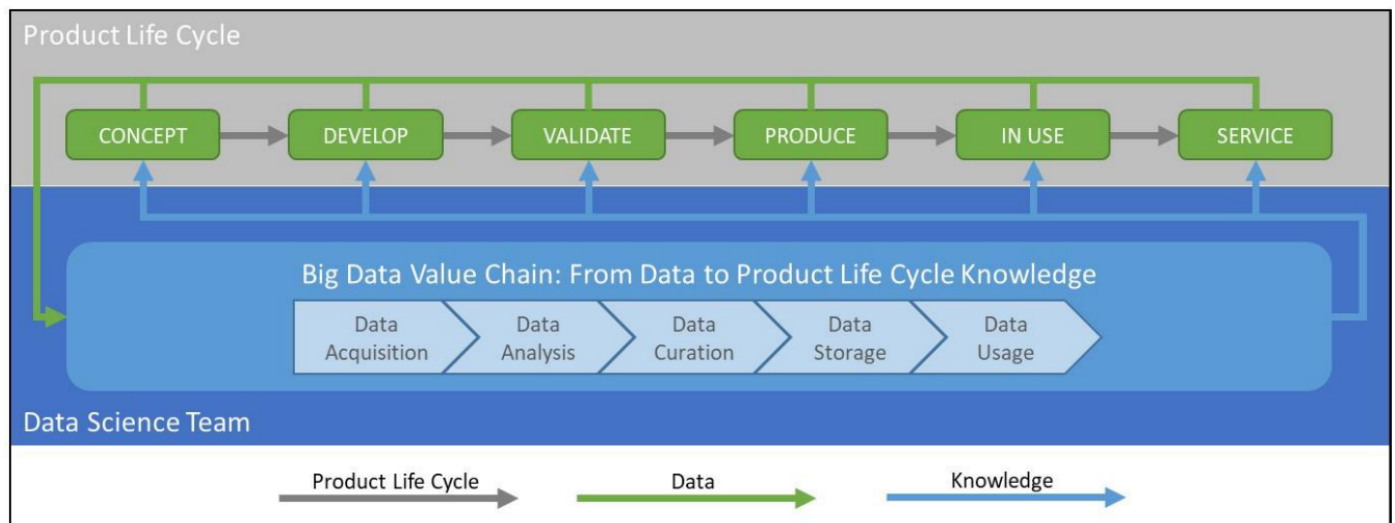 Product Life Cycle
CONCEPT
DEVELOP
VALIDATE
PRODUCE
IN USE
SERVICE
Big Data Value Chain: From Data to Product Life Cycle Knowledge
Data
Acquisition
Data
Analysis
Data
Curation
Data
Storage
Data
Usage
Data Science Team
Product Life Cycle
Data
Knowledge